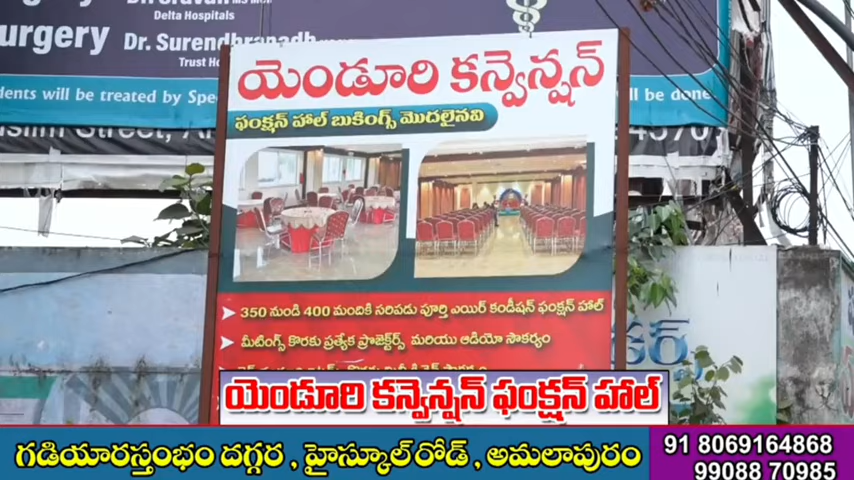 Delta Hospitals
urgery Dr. Surendhranadh
Trust
dents will be treated by Spe
l be done
యెండూరి కన్వెన్షన్
ఫంక్షన్ హాల్ బుకింగ్స్ మొదలైనవి
350 నుండి 400 మందికి సరిపడు పూర్తి ఎయిర్ కండీషన్ ఫంక్షన్ హాల్
మీటింగ్స్ కొరకు ప్రత్యేక ప్రొజెక్టర్స్ మరియు ఆడియో సౌకర్యం
యెండూరి కన్వెన్షన్ ఫంక్షన్ హాల్
గడియారస్తంభం దగ్గర , హైస్కూల్ రోడ్ , అమలాపురం
91 8069164868
99088 70985